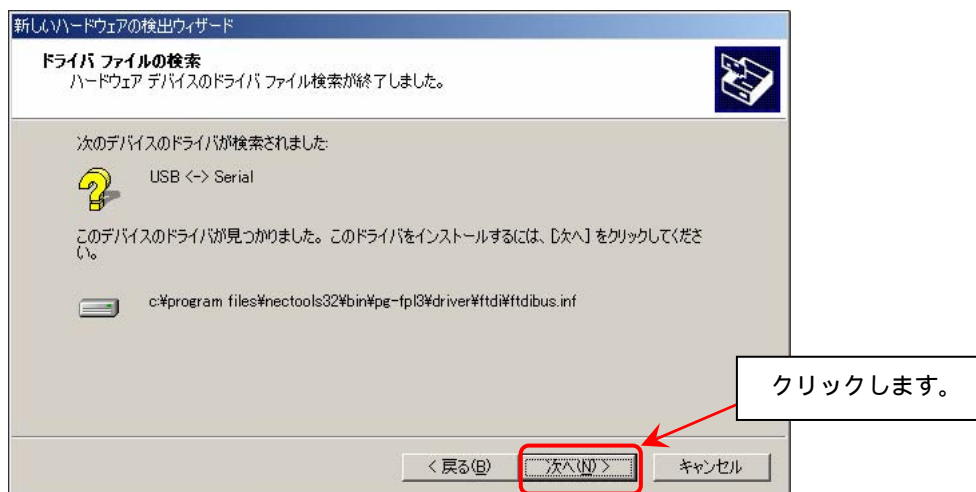 新しいハードウェアの検出ウィザード
ドライバ ファイルの検索
ハードウェア デバイスのドライバ ファイル検索が終了しました。
次のデバイスのドライバが検索されました:
USB <-> Serial
このデバイスのドライバが見つかりました。このドライバをインストールするには、[次へ] をクリックしてくださ
い。
c:¥program files¥nectools32¥bin¥pg-fpl3¥driver¥ftdi¥ftdibus.inf
クリックします。
< 戻る(B) 次へ(N) > キャンセル